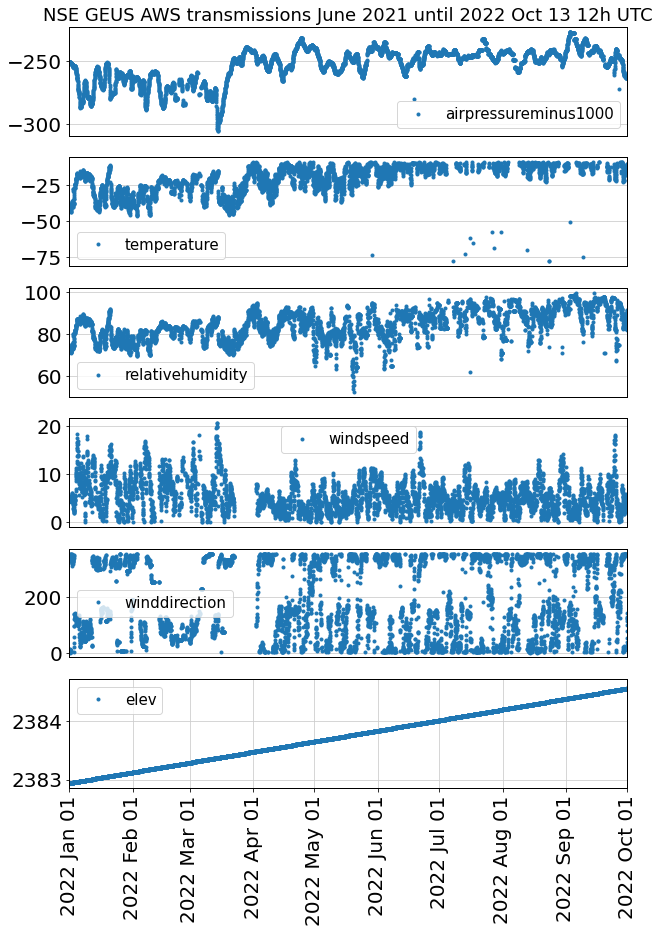 NSE GEUS AWS transmissions June 2021 until 2022 Oct 13 12h UTC
−250
−300
airpressureminus1000
−25
−50
−75
temperature
100
80
60
relativehumidity
20
10
0
windspeed
200
0
winddirection
2384
2383
elev
2022 Jan 01
2022 Feb 01
2022 Mar 01
2022 Apr 01
2022 May 01
2022 Jun 01
2022 Jul 01
2022 Aug 01
2022 Sep 01
2022 Oct 01